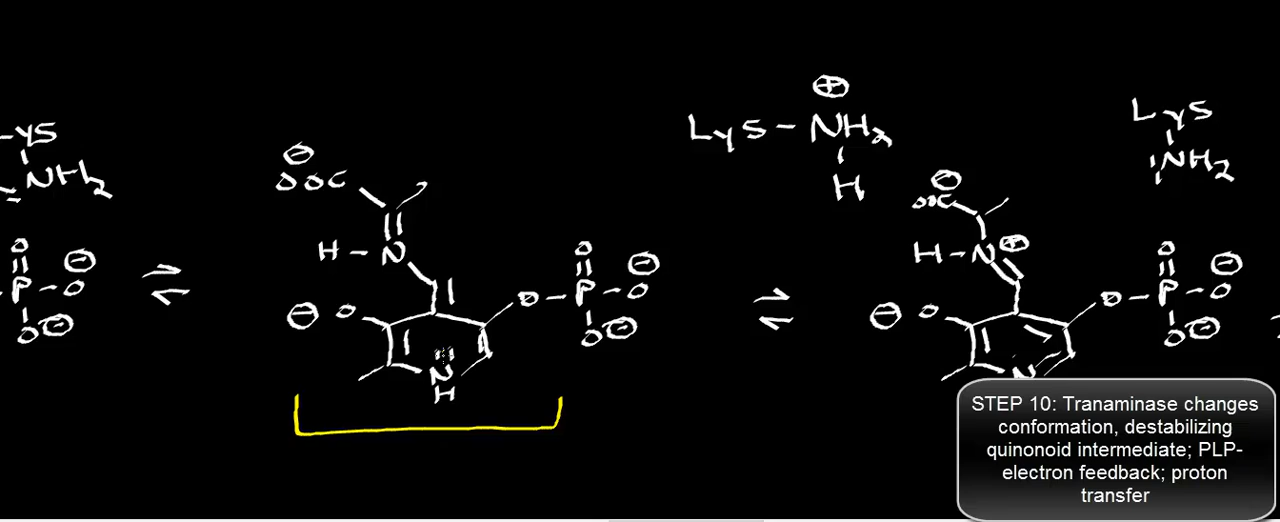 Lys
NH2
O
P
O
O
⊖
⊖
⇌
⊖
OOC
H-N
⊖ O
N
H
O
O-P-O
⊖
O⊖
⇌
⊕
Lys-NH2
H
⊖
OOC
H-N⊕
⊖ O
N
Lys
NH2
O
O-P-O
⊖
O⊖
STEP 10: Tranaminase changes
conformation, destabilizing
quinonoid intermediate; PLP-
electron feedback; proton
transfer